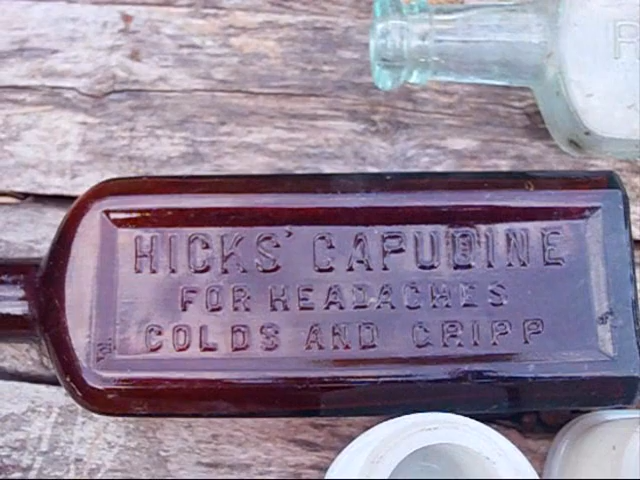 R
HICKS' CAPUDINE
FOR HEADACHES
COLDS AND GRIPP